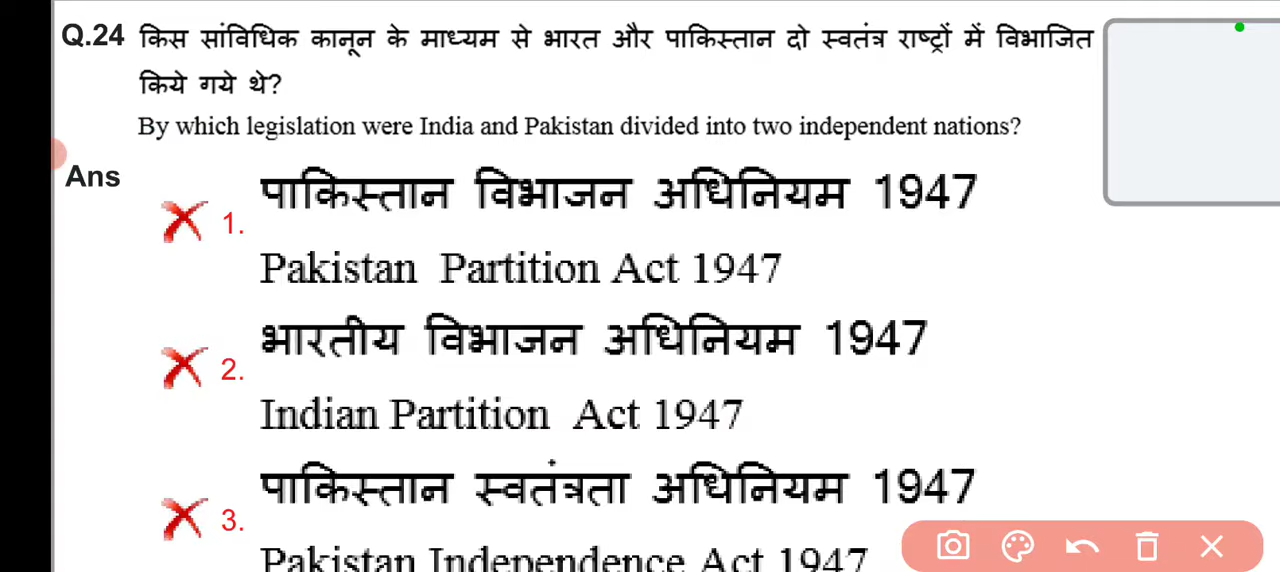 Q.24 किस सांविधिक कानून के माध्यम से भारत और पाकिस्तान दो स्वतंत्र राष्ट्रों में विभाजित
किये गये थे?
By which legislation were India and Pakistan divided into two independent nations?
Ans
1. पाकिस्तान विभाजन अधिनियम 1947
Pakistan Partition Act 1947
2. भारतीय विभाजन अधिनियम 1947
Indian Partition Act 1947
3. पाकिस्तान स्वतंत्रता अधिनियम 1947
Pakistan Independence Act 1947